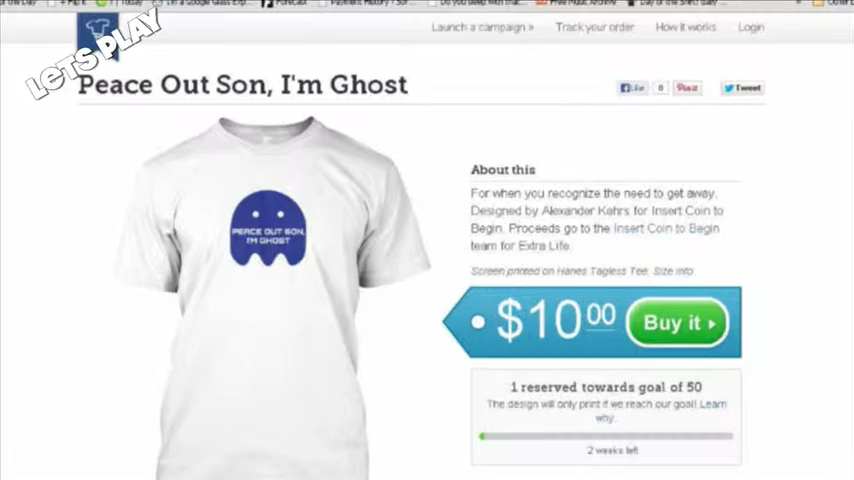 Launch a campaign » Track your order How it works Login
LETS PLAY
Peace Out Son, I'm Ghost
Like 0 Pin it Tweet
About this
For when you recognize the need to get away.
Designed by Alexander Kahrs for Insert Coin to
Begin. Proceeds go to the Insert Coin to Begin
team for Extra Life
PEACE OUT SON,
I'M GHOST
Screen printed on Hanes Tagless Tee. Size info
$10 00 Buy it
1 reserved towards goal of 50
The design will only print if we reach our goal! Learn
why.
2 weeks left